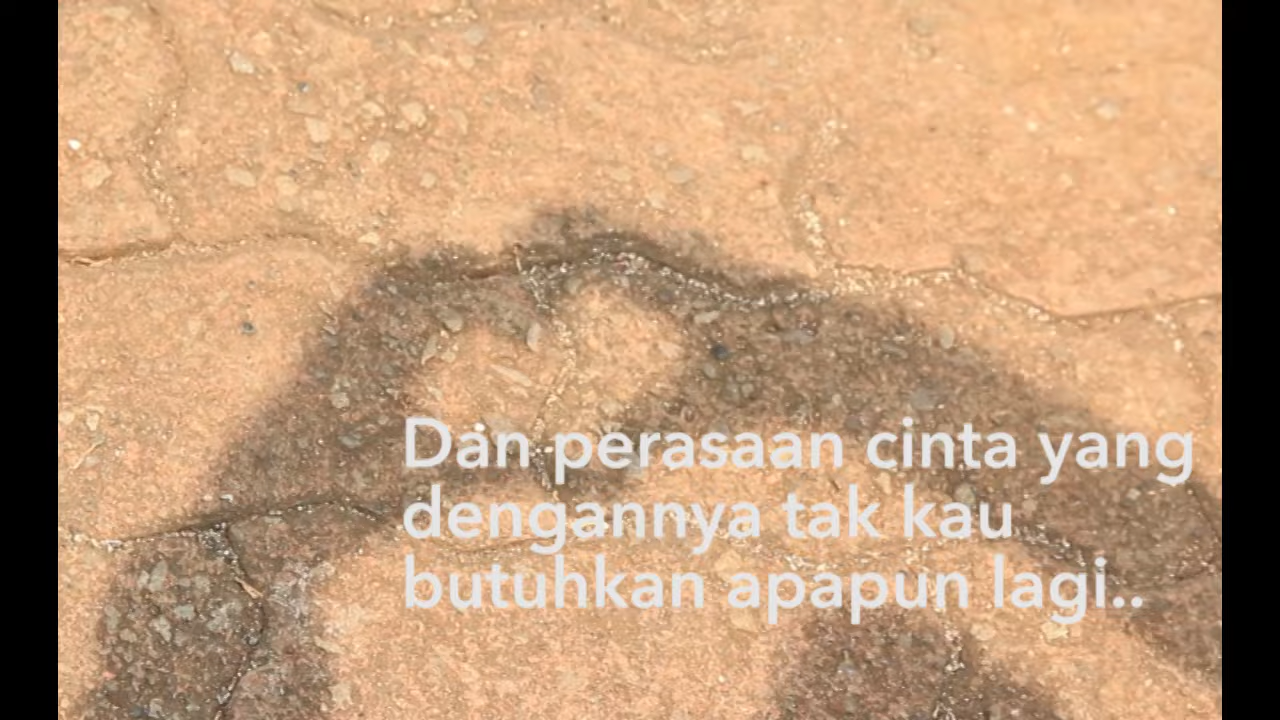 Dan perasaan cinta yang
dengannya tak kau
butuhkan apapun lagi..